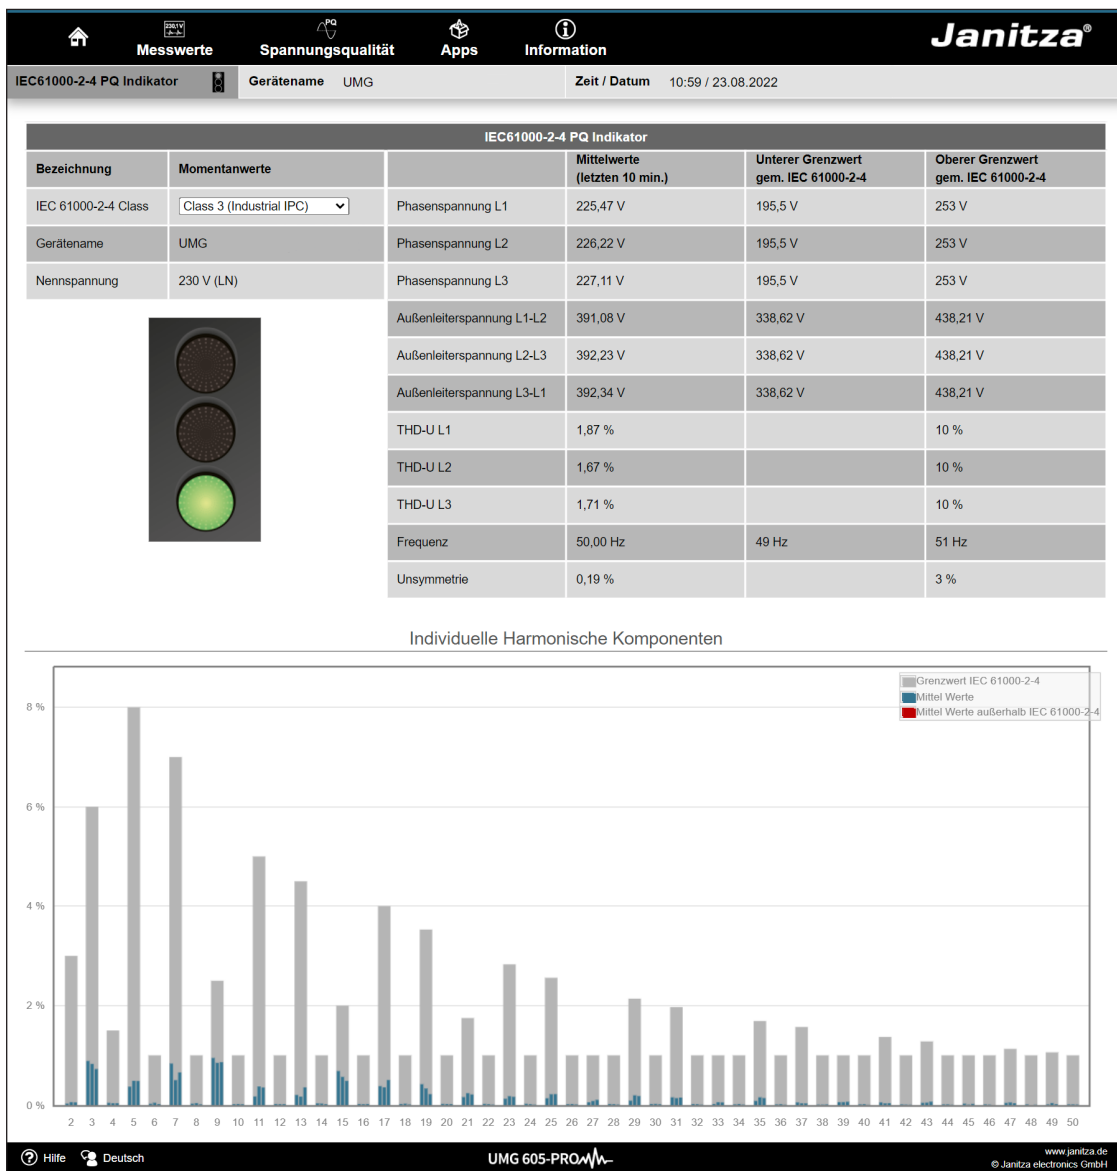 230,1 V
PQ
Messwerte Spannungsqualität Apps Information Janitza®
IEC61000-2-4 PQ Indikator Gerätename UMG Zeit / Datum 10:59 / 23.08.2022
IEC61000-2-4 PQ Indikator
Bezeichnung Momentanwerte Mittelwerte (letzten 10 min.) Unterer Grenzwert gem. IEC 61000-2-4 Oberer Grenzwert gem. IEC 61000-2-4
IEC 61000-2-4 Class Class 3 (Industrial IPC) Phasenspannung L1 225,47 V 195,5 V 253 V
Gerätename UMG Phasenspannung L2 226,22 V 195,5 V 253 V
Nennspannung 230 V (LN) Phasenspannung L3 227,11 V 195,5 V 253 V
Außenleiterspannung L1-L2 391,08 V 338,62 V 438,21 V
Außenleiterspannung L2-L3 392,23 V 338,62 V 438,21 V
Außenleiterspannung L3-L1 392,34 V 338,62 V 438,21 V
THD-U L1 1,87 % 10 %
THD-U L2 1,67 % 10 %
THD-U L3 1,71 % 10 %
Frequenz 50,00 Hz 49 Hz 51 Hz
Unsymmetrie 0,19 % 3 %
Individuelle Harmonische Komponenten
Grenzwert IEC 61000-2-4
Mittel Werte
Mittel Werte außerhalb IEC 61000-2-4
8 %
6 %
4 %
2 %
0 %
2 3 4 5 6 7 8 9 10 11 12 13 14 15 16 17 18 19 20 21 22 23 24 25 26 27 28 29 30 31 32 33 34 35 36 37 38 39 40 41 42 43 44 45 46 47 48 49 50
Hilfe Deutsch UMG 605-PRO www.janitza.de
© Janitza electronics GmbH